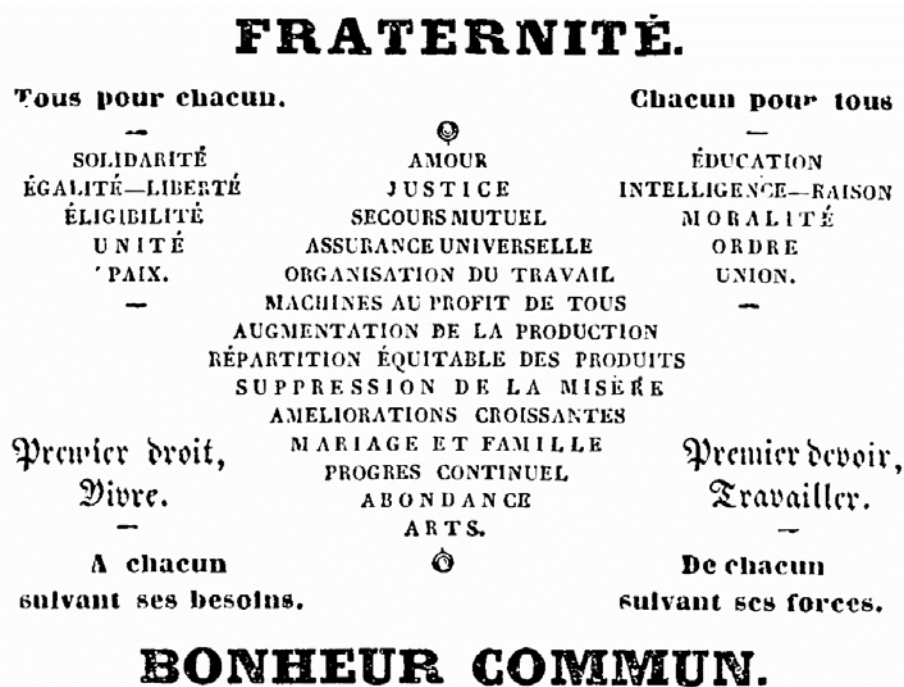 FRATERNITÉ.
Tous pour chacun.
Chacun pour tous
SOLIDARITÉ
ÉGALITÉ—LIBERTÉ
ÉLIGIBILITÉ
UNITÉ
PAIX.
AMOUR
JUSTICE
SECOURS MUTUEL
ASSURANCE UNIVERSELLE
ORGANISATION DU TRAVAIL
MACHINES AU PROFIT DE TOUS
AUGMENTATION DE LA PRODUCTION
RÉPARTITION ÉQUITABLE DES PRODUITS
SUPPRESSION DE LA MISÈRE
AMELIORATIONS CROISSANTES
MARIAGE ET FAMILLE
PROGRES CONTINUEL
ABONDANCE
ARTS.
ÉDUCATION
INTELLIGENCE—RAISON
MORALITÉ
ORDRE
UNION.
Premier droit,
Vivre.
A chacun
suivant ses besoins.
Premier devoir,
Travailler.
De chacun
suivant ses forces.
BONHEUR COMMUN.